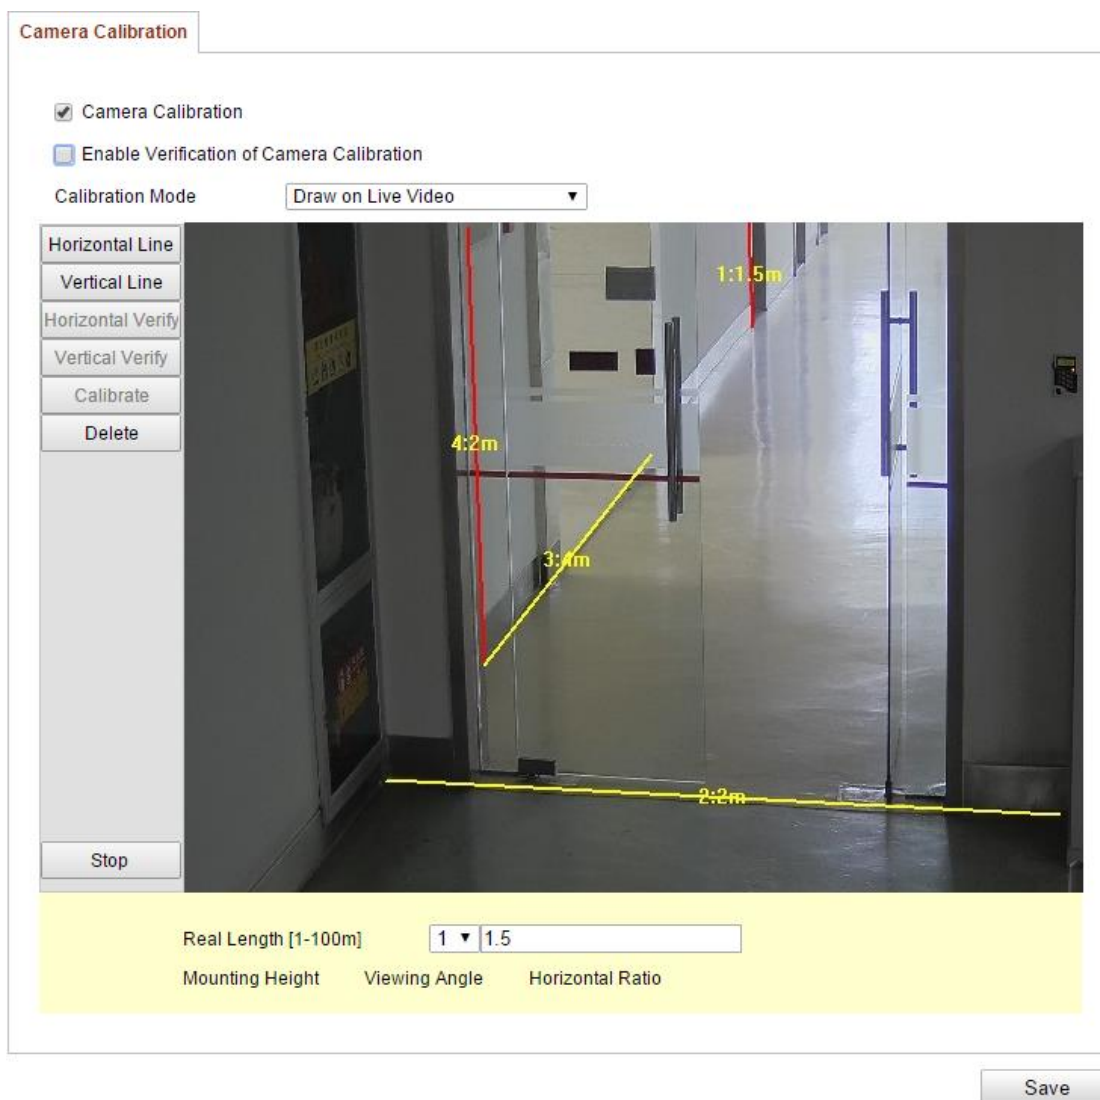 Camera Calibration
Camera Calibration
Enable Verification of Camera Calibration
Calibration Mode Draw on Live Video
Horizontal Line
Vertical Line
Horizontal Verify
Vertical Verify
Calibrate
Delete
Stop
1:1.5m
4:2m
3:4m
2:2m
Real Length [1-100m] 1 1.5
Mounting Height Viewing Angle Horizontal Ratio
Save